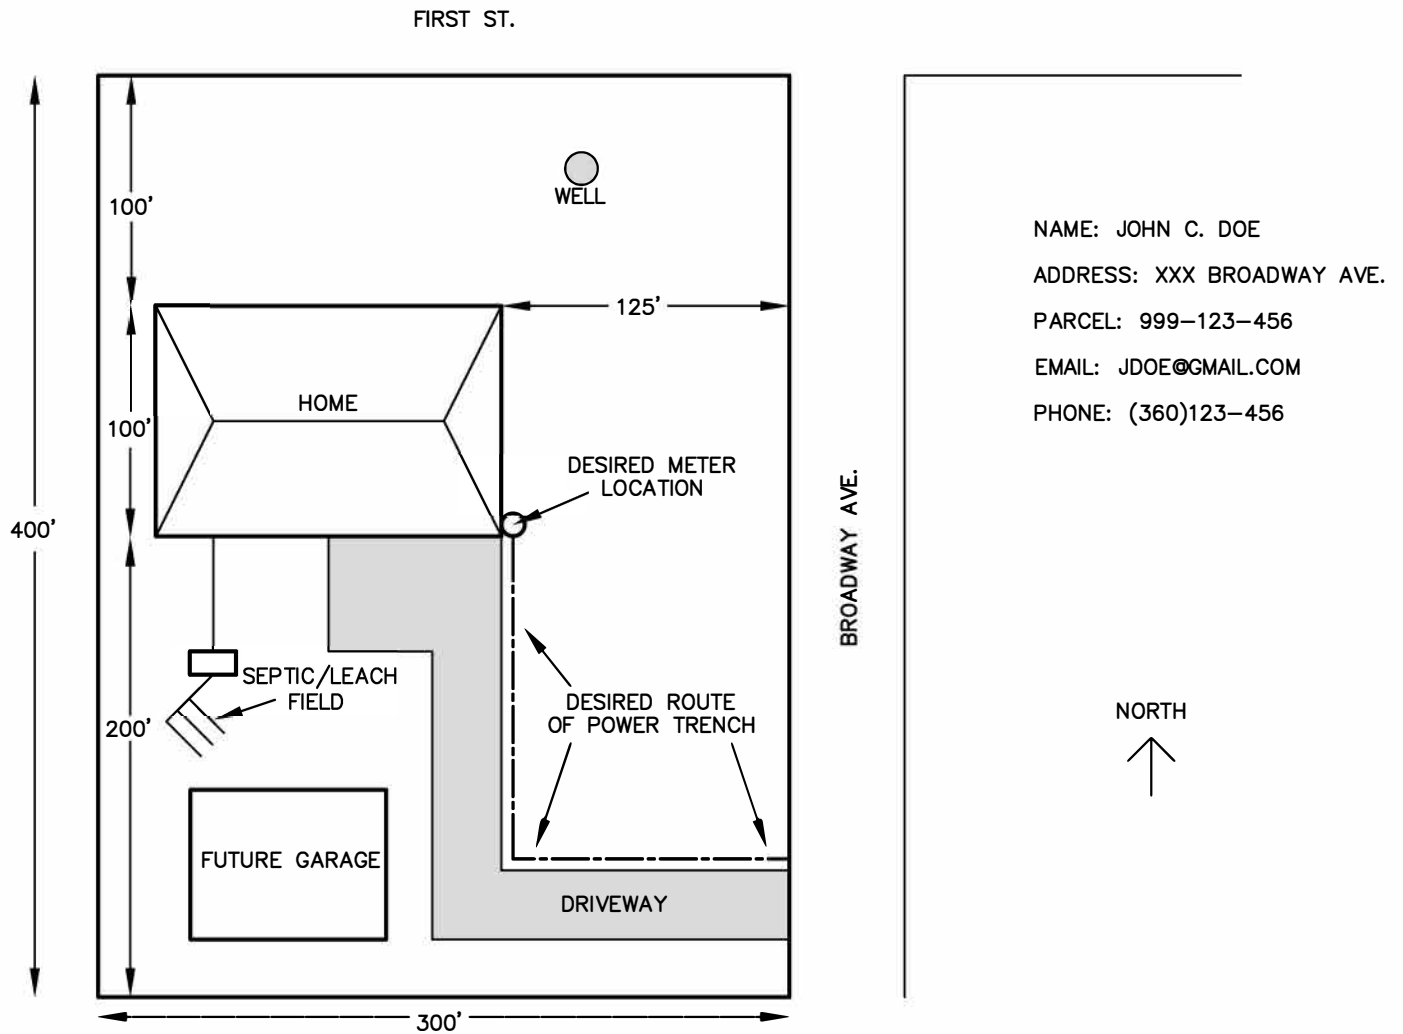 FIRST ST.
WELL
100'
125'
HOME
100'
DESIRED METER
LOCATION
400'
BROADWAY AVE.
SEPTIC/LEACH
FIELD
200'
DESIRED ROUTE
OF POWER TRENCH
FUTURE GARAGE
DRIVEWAY
300'
NAME: JOHN C. DOE
ADDRESS: XXX BROADWAY AVE.
PARCEL: 999-123-456
EMAIL: JDOE@GMAIL.COM
PHONE: (360)123-456
NORTH